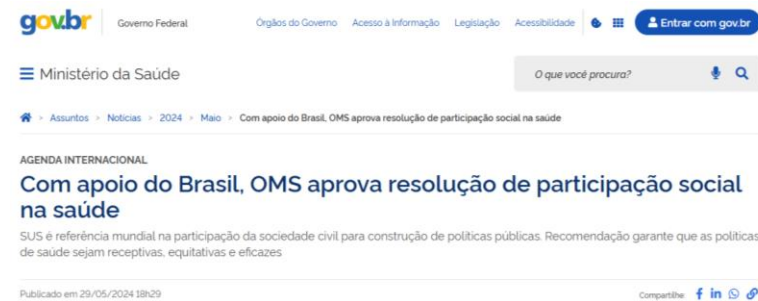 gov.br Governo Federal Órgãos do Governo Acesso à Informação Legislação Acessibilidade Entrar com gov.br
Ministério da Saúde O que você procura?
> Assuntos > Notícias > 2024 > Maio > Com apoio do Brasil, OMS aprova resolução de participação social na saúde
AGENDA INTERNACIONAL
Com apoio do Brasil, OMS aprova resolução de participação social
na saúde
SUS é referência mundial na participação da sociedade civil para construção de políticas públicas. Recomendação garante que as políticas
de saúde sejam receptivas, equitativas e eficazes
Publicado em 29/05/2024 18h29 Compartilhe: f in